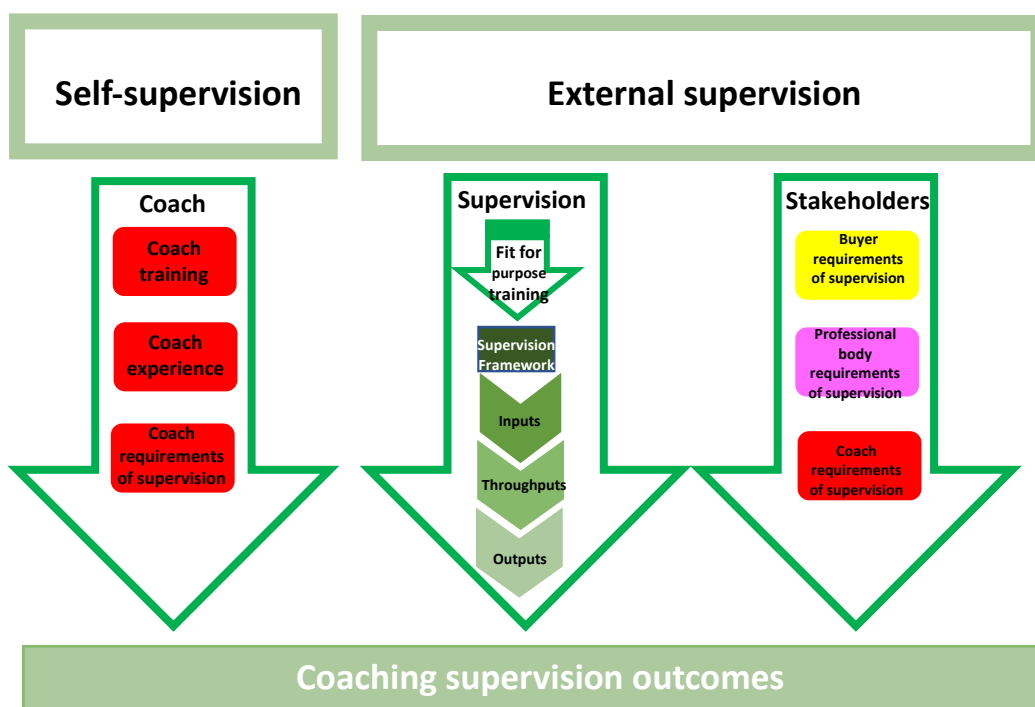 Self-supervision
External supervision
Coach
Coach
training
Coach
experience
Coach
requirements
of supervision
Supervision
Fit for
purpose
training
Supervision
Framework
Inputs
Throughputs
Outputs
Stakeholders
Buyer
requirements
of supervision
Professional
body
requirements
of supervision
Coach
requirements
of supervision
Coaching supervision outcomes